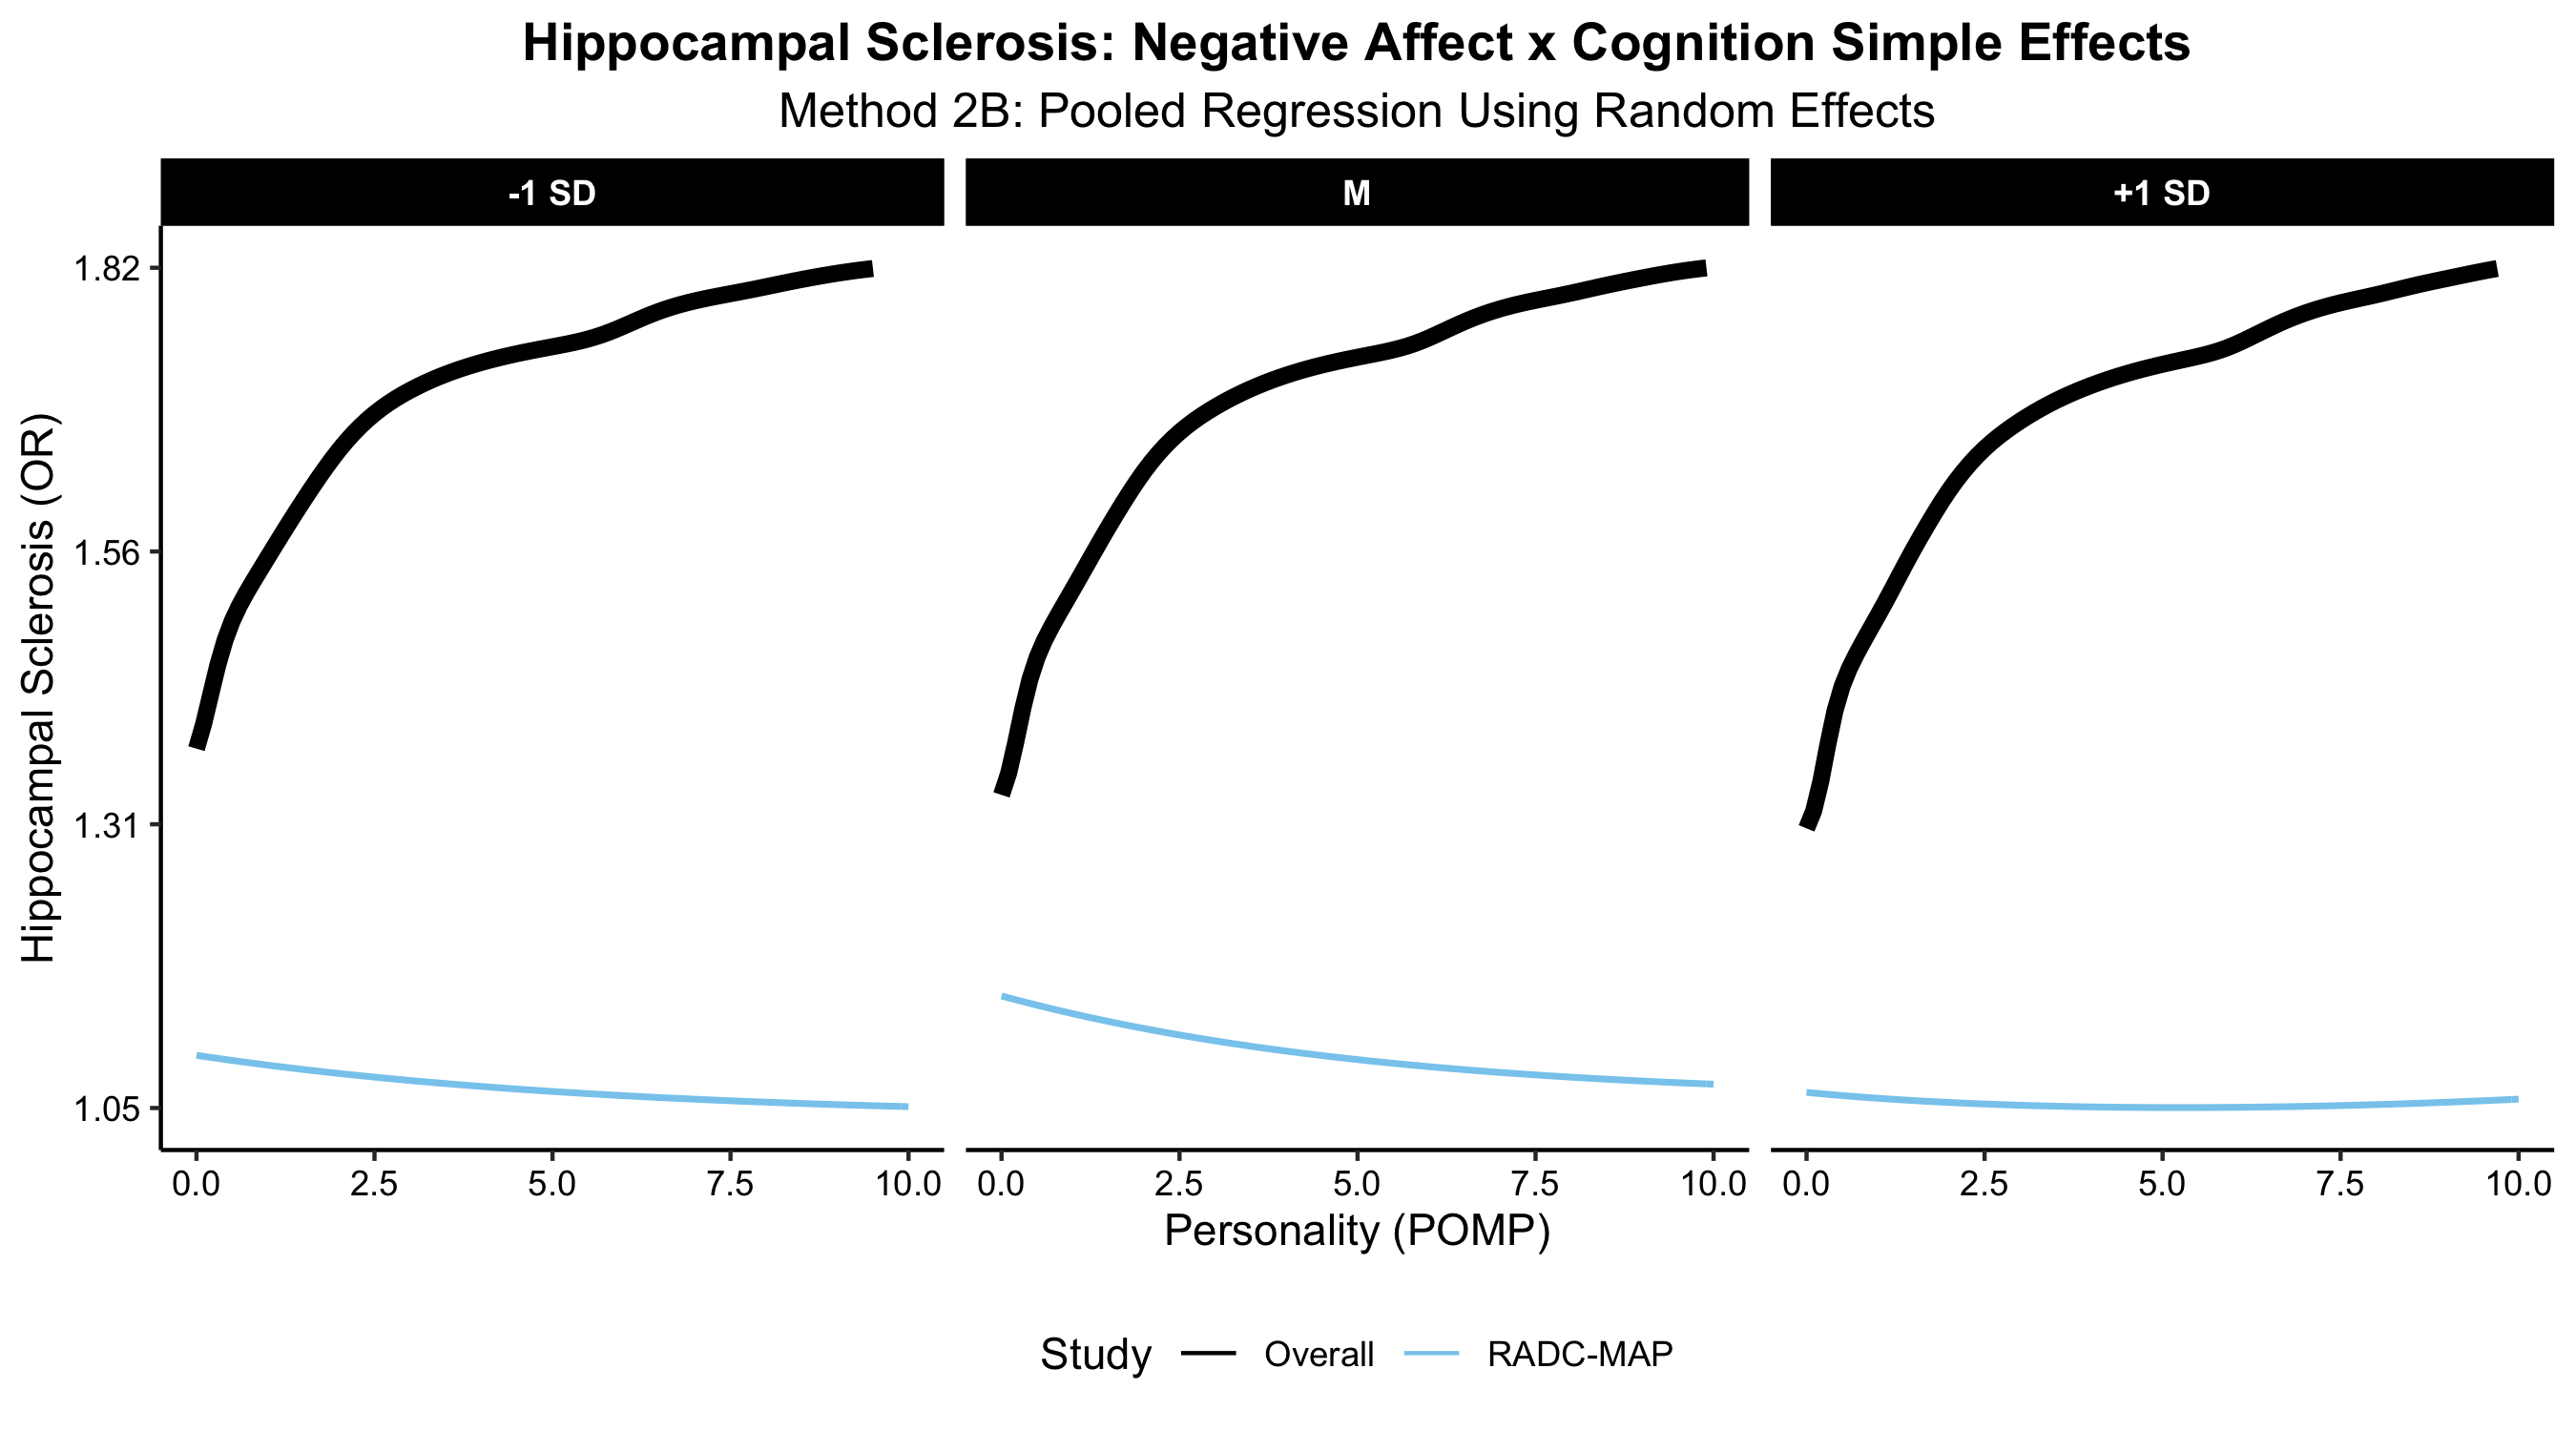 Hippocampal Sclerosis: Negative Affect x Cognition Simple Effects
Method 2B: Pooled Regression Using Random Effects
-1 SD
M
+1 SD
Hippocampal Sclerosis (OR)
1.82
1.56
1.31
1.05
0.0 2.5 5.0 7.5 10.0
0.0 2.5 5.0 7.5 10.0
0.0 2.5 5.0 7.5 10.0
Personality (POMP)
Study Overall RADC-MAP